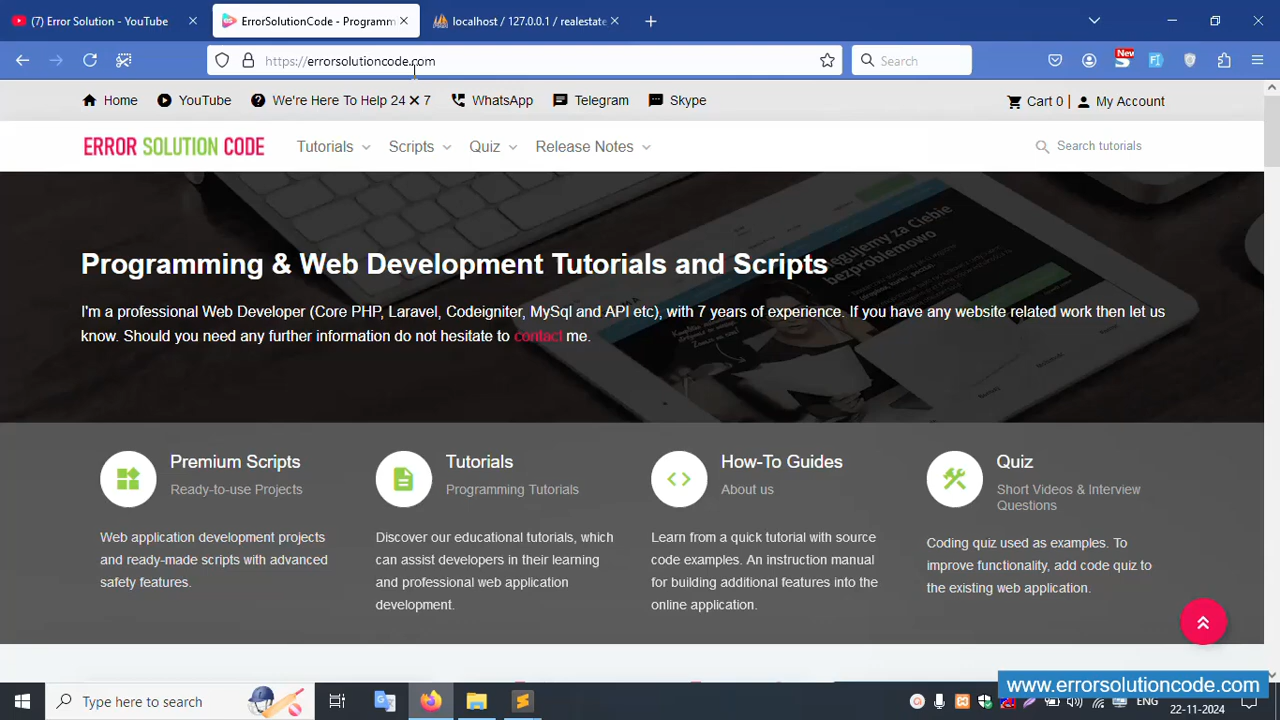 (7) Error Solution - YouTube
ErrorSolutionCode - Programm
localhost / 127.0.0.1 / realestate
https://errorsolutioncode.com
Search
New
Home
YouTube
We're Here To Help 24 × 7
WhatsApp
Telegram
Skype
Cart 0 |
My Account
ERROR SOLUTION CODE
Tutorials
Scripts
Quiz
Release Notes
Search tutorials
Programming & Web Development Tutorials and Scripts
I'm a professional Web Developer (Core PHP, Laravel, Codeigniter, MySql and API etc), with 7 years of experience. If you have any website related work then let us
know. Should you need any further information do not hesitate to contact me.
Premium Scripts
Ready-to-use Projects
Web application development projects
and ready-made scripts with advanced
safety features.
Tutorials
Programming Tutorials
Discover our educational tutorials, which
can assist developers in their learning
and professional web application
development.
How-To Guides
About us
Learn from a quick tutorial with source
code examples. An instruction manual
for building additional features into the
online application.
Quiz
Short Videos & Interview
Questions
Coding quiz used as examples. To
improve functionality, add code quiz to
the existing web application.
www.errorsolutioncode.com
Type here to search
ENG
22-11-2024